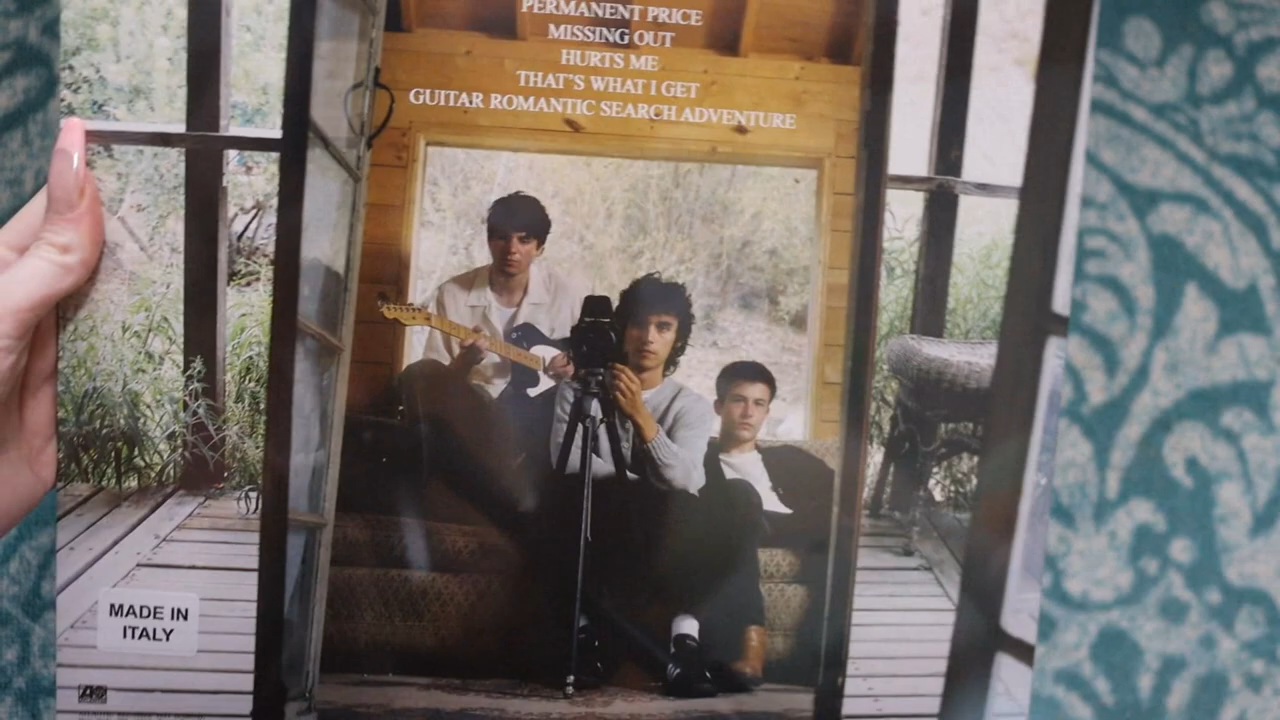 PERMANENT PRICE
MISSING OUT
HURTS ME
THAT'S WHAT I GET
GUITAR ROMANTIC SEARCH ADVENTURE
MADE IN
ITALY